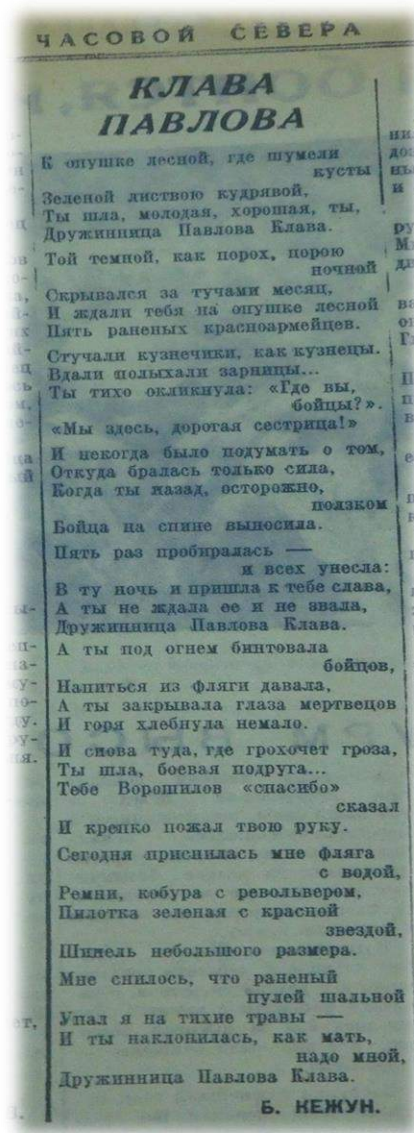 ЧАСОВОЙ СЕВЕРА
КЛАВА
ПАВЛОВА
К опушке лесной, где шумели
кусты
Зеленой листвою кудрявой,
Ты шла, молодая, хорошая, ты,
Дружинница Павлова Клава.
Той темной, как порох, порою
ночной
Скрывался за тучами месяц,
И ждали тебя на опушке лесной
Пять раненых красноармейцев.
Стучали кузнечики, как кузнецы.
Вдали полыхали зарницы...
Ты тихо окликнула: «Где вы,
бойцы?».
«Мы здесь, дорогая сестрица!»
И некогда было подумать о том,
Откуда бралась только сила,
Когда ты назад, осторожно,
ползком
Бойца на спине выносила.
Пять раз пробиралась —
и всех унесла:
В ту ночь и пришла к тебе слава,
А ты не ждала ее и не звала,
Дружинница Павлова Клава.
А ты под огнем бинтовала
бойцов,
Напиться из фляги давала,
А ты закрывала глаза мертвецов
И горя хлебнула немало.
И снова туда, где грохочет гроза,
Ты шла, боевая подруга...
Тебе Ворошилов «спасибо»
сказал
И крепко пожал твою руку.
Сегодня приснилась мне фляга
с водой,
Ремни, кобура с револьвером,
Пилотка зеленая с красной
звездой,
Шинель небольшого размера.
Мне снилось, что раненый
пулей шальной
Упал я на тихие травы —
И ты наклонилась, как мать,
надо мной,
Дружинница Павлова Клава.
Б. КЕЖУН.